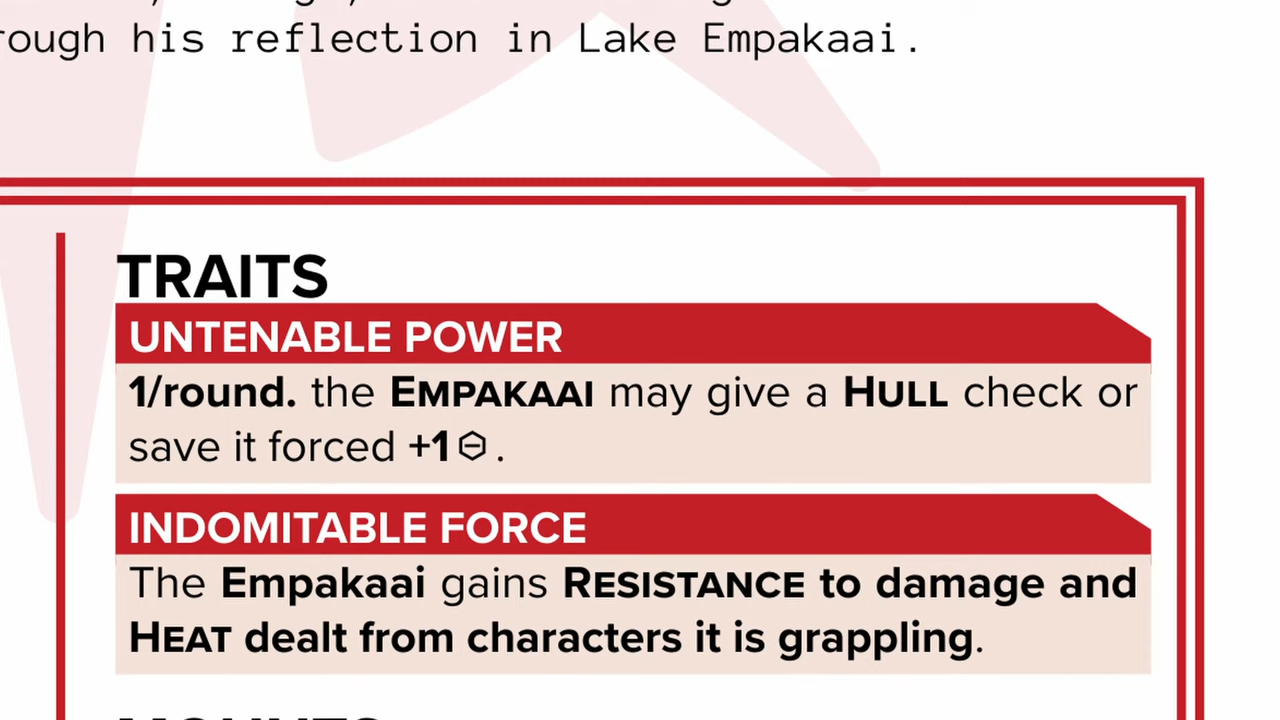 rough his reflection in Lake Empakaai.
TRAITS
UNTENABLE POWER
1/round. the EMPAKAAI may give a HULL check or
save it forced +1⬡.
INDOMITABLE FORCE
The Empakaai gains RESISTANCE to damage and
HEAT dealt from characters it is grappling.